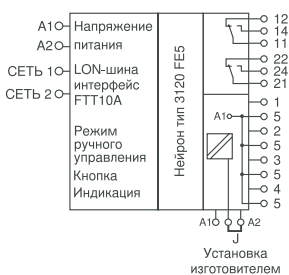 A1
Напряжение
A2
питания
СЕТЬ 1
LON-шина
интерфейс
СЕТЬ 2
FTT10A
Режим
ручного
управления
Кнопка
Индикация
Нейрон тип 3120 FE5
12
14
11
22
24
21
A1
1
5
2
5
3
5
4
5
A1
A2
J
Установка
изготовителем